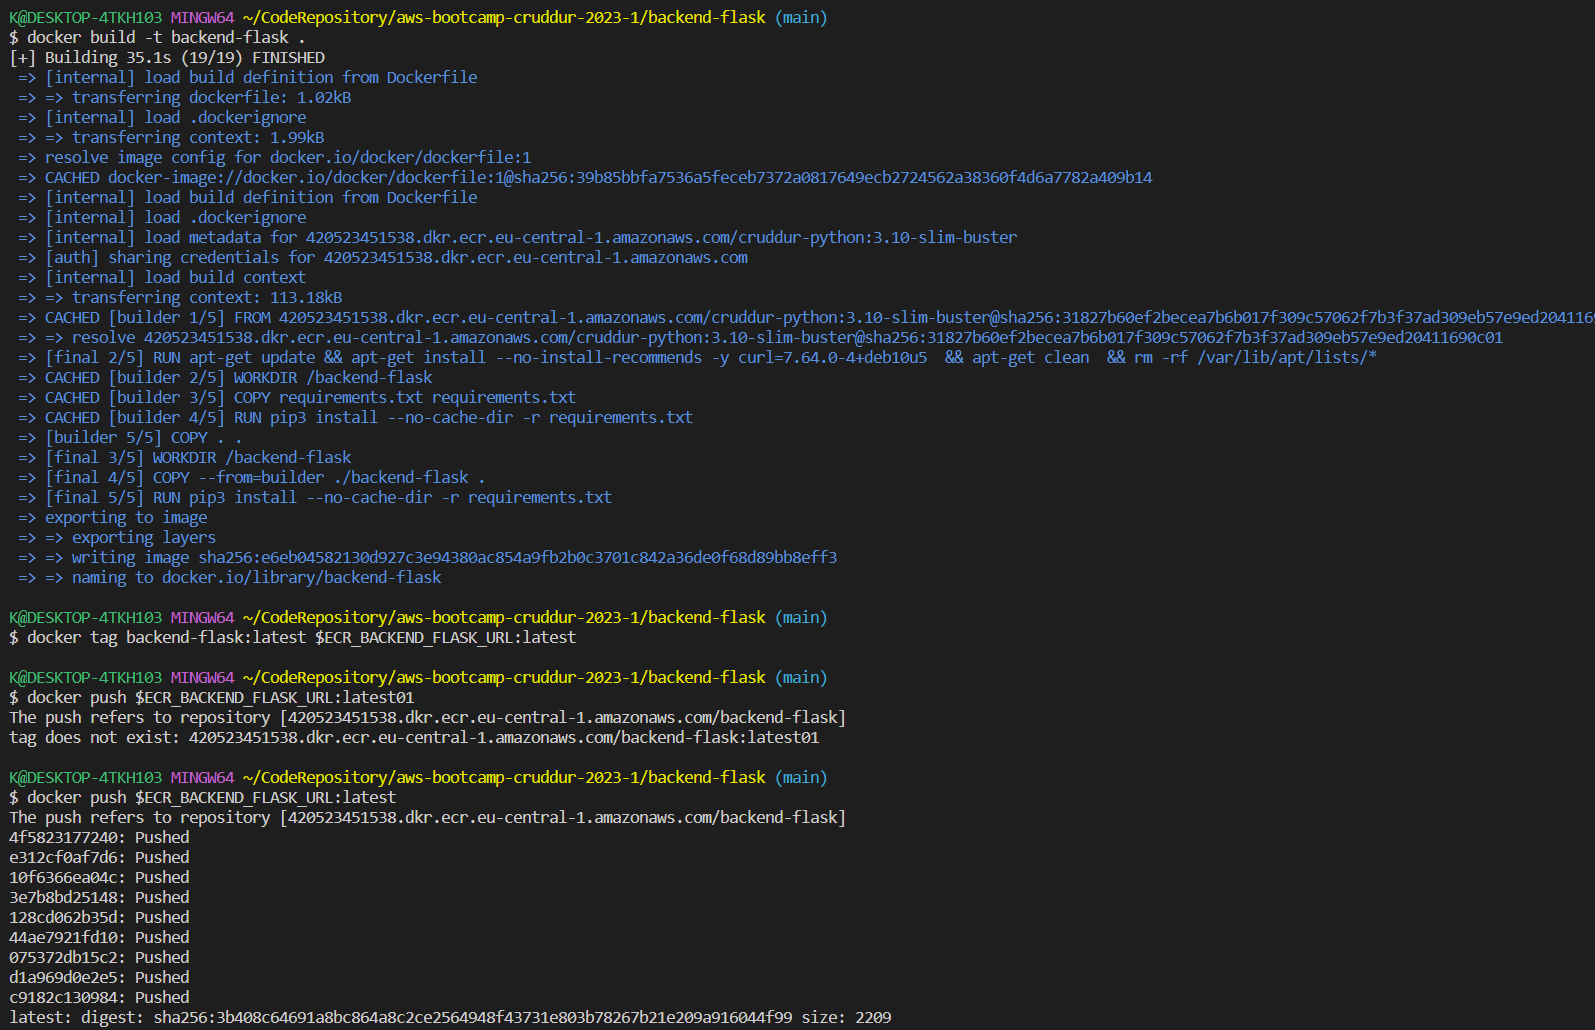 K@DESKTOP-4TKH103 MINGW64 ~/CodeRepository/aws-bootcamp-cruddur-2023-1/backend-flask (main)
$ docker build -t backend-flask .
[+] Building 35.1s (19/19) FINISHED
=> [internal] load build definition from Dockerfile
=> => transferring dockerfile: 1.02kB
=> [internal] load .dockerignore
=> => transferring context: 1.99kB
=> resolve image config for docker.io/docker/dockerfile:1
=> CACHED docker-image://docker.io/docker/dockerfile:1@sha256:39b85bbfa7536a5feceb7372a0817649ecb2724562a38360f4d6a7782a409b14
=> [internal] load build definition from Dockerfile
=> [internal] load .dockerignore
=> [internal] load metadata for 420523451538.dkr.ecr.eu-central-1.amazonaws.com/cruddur-python:3.10-slim-buster
=> [auth] sharing credentials for 420523451538.dkr.ecr.eu-central-1.amazonaws.com
=> [internal] load build context
=> => transferring context: 113.18kB
=> CACHED [builder 1/5] FROM 420523451538.dkr.ecr.eu-central-1.amazonaws.com/cruddur-python:3.10-slim-buster@sha256:31827b60ef2becea7b6b017f309c57062f7b3f37ad309eb57e9ed2041169
=> => resolve 420523451538.dkr.ecr.eu-central-1.amazonaws.com/cruddur-python:3.10-slim-buster@sha256:31827b60ef2becea7b6b017f309c57062f7b3f37ad309eb57e9ed20411690c01
=> [final 2/5] RUN apt-get update && apt-get install --no-install-recommends -y curl=7.64.0-4+deb10u5  && apt-get clean  && rm -rf /var/lib/apt/lists/*
=> CACHED [builder 2/5] WORKDIR /backend-flask
=> CACHED [builder 3/5] COPY requirements.txt requirements.txt
=> CACHED [builder 4/5] RUN pip3 install --no-cache-dir -r requirements.txt
=> [builder 5/5] COPY . .
=> [final 3/5] WORKDIR /backend-flask
=> [final 4/5] COPY --from=builder ./backend-flask .
=> [final 5/5] RUN pip3 install --no-cache-dir -r requirements.txt
=> exporting to image
=> => exporting layers
=> => writing image sha256:e6eb04582130d927c3e94380ac854a9fb2b0c3701c842a36de0f68d89bb8eff3
=> => naming to docker.io/library/backend-flask
K@DESKTOP-4TKH103 MINGW64 ~/CodeRepository/aws-bootcamp-cruddur-2023-1/backend-flask (main)
$ docker tag backend-flask:latest $ECR_BACKEND_FLASK_URL:latest
K@DESKTOP-4TKH103 MINGW64 ~/CodeRepository/aws-bootcamp-cruddur-2023-1/backend-flask (main)
$ docker push $ECR_BACKEND_FLASK_URL:latest01
The push refers to repository [420523451538.dkr.ecr.eu-central-1.amazonaws.com/backend-flask]
tag does not exist: 420523451538.dkr.ecr.eu-central-1.amazonaws.com/backend-flask:latest01
K@DESKTOP-4TKH103 MINGW64 ~/CodeRepository/aws-bootcamp-cruddur-2023-1/backend-flask (main)
$ docker push $ECR_BACKEND_FLASK_URL:latest
The push refers to repository [420523451538.dkr.ecr.eu-central-1.amazonaws.com/backend-flask]
4f5823177240: Pushed
e312cf0af7d6: Pushed
10f6366ea04c: Pushed
3e7b8bd25148: Pushed
128cd062b35d: Pushed
44ae7921fd10: Pushed
075372db15c2: Pushed
d1a969d0e2e5: Pushed
c9182c130984: Pushed
latest: digest: sha256:3b408c64691a8bc864a8c2ce2564948f43731e803b78267b21e209a916044f99 size: 2209